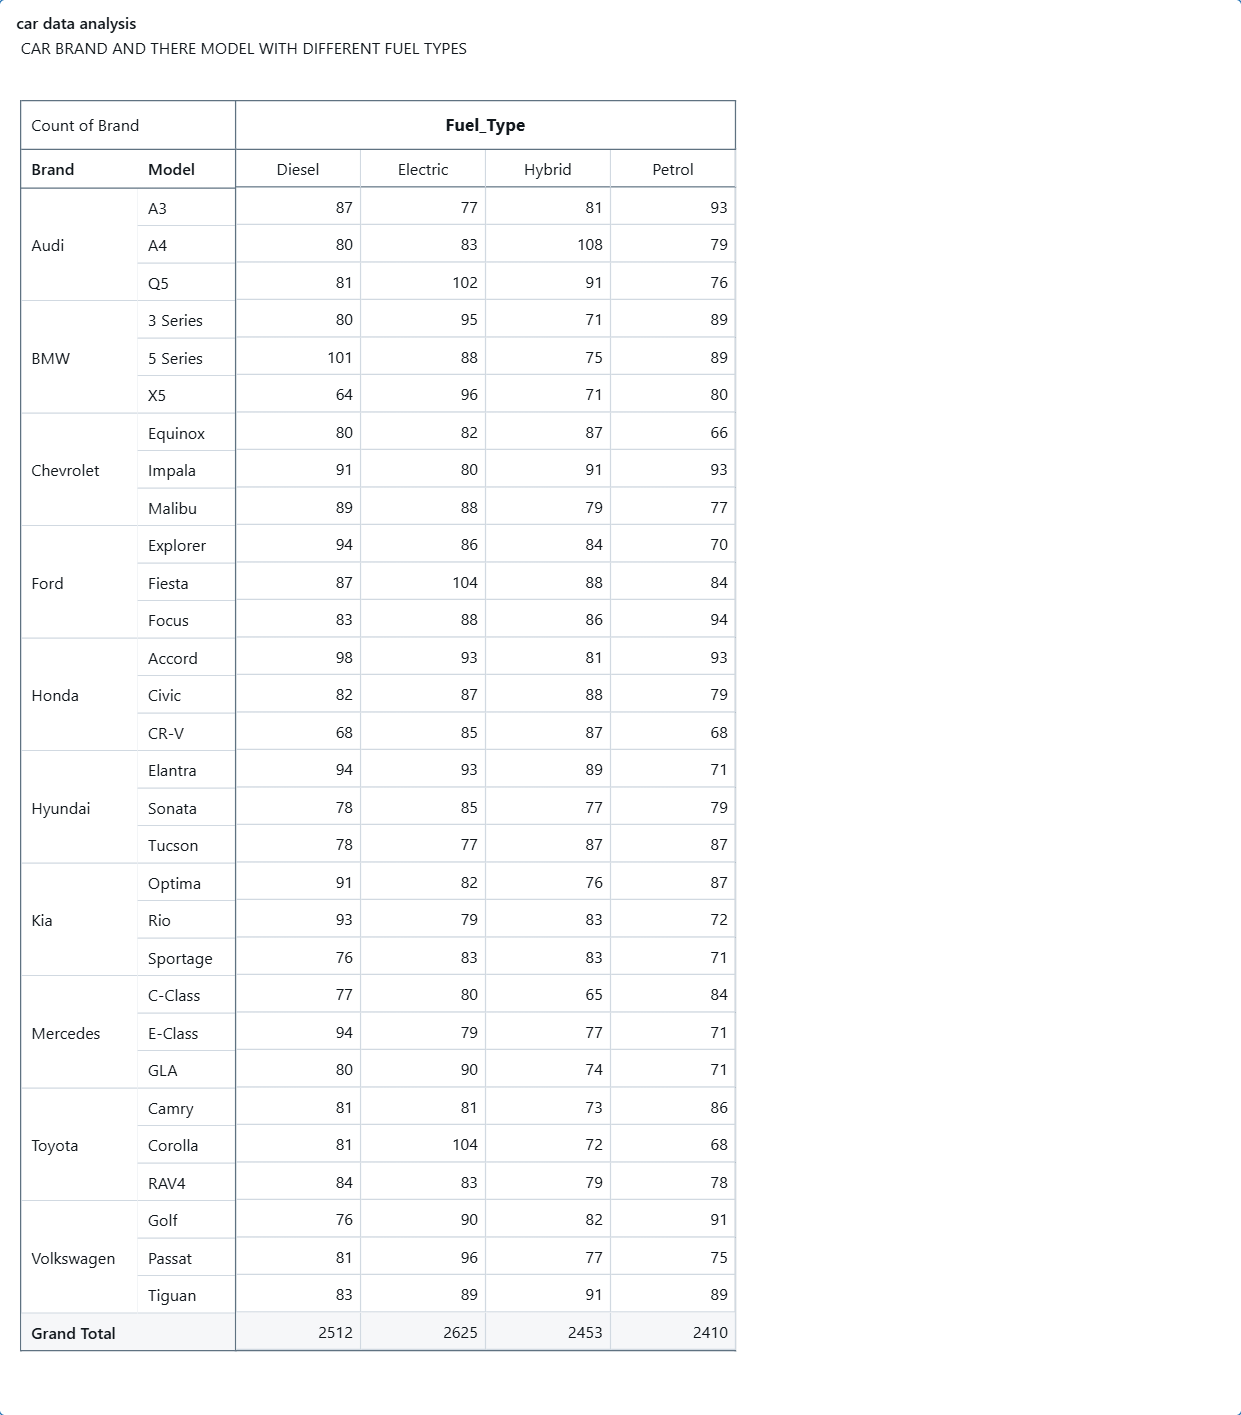 car data analysis
CAR BRAND AND THERE MODEL WITH DIFFERENT FUEL TYPES
Count of Brand Fuel_Type
Brand Model Diesel Electric Hybrid Petrol
Audi A3 87 77 81 93
A4 80 83 108 79
Q5 81 102 91 76
BMW 3 Series 80 95 71 89
5 Series 101 88 75 89
X5 64 96 71 80
Chevrolet Equinox 80 82 87 66
Impala 91 80 91 93
Malibu 89 88 79 77
Ford Explorer 94 86 84 70
Fiesta 87 104 88 84
Focus 83 88 86 94
Honda Accord 98 93 81 93
Civic 82 87 88 79
CR-V 68 85 87 68
Hyundai Elantra 94 93 89 71
Sonata 78 85 77 79
Tucson 78 77 87 87
Kia Optima 91 82 76 87
Rio 93 79 83 72
Sportage 76 83 83 71
Mercedes C-Class 77 80 65 84
E-Class 94 79 77 71
GLA 80 90 74 71
Toyota Camry 81 81 73 86
Corolla 81 104 72 68
RAV4 84 83 79 78
Volkswagen Golf 76 90 82 91
Passat 81 96 77 75
Tiguan 83 89 91 89
Grand Total 2512 2625 2453 2410